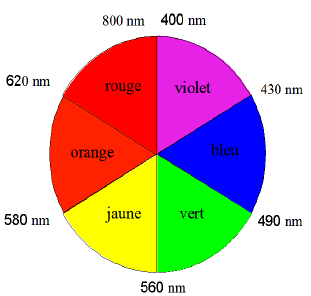 800 nm 400 nm
620 nm rouge violet 430 nm
orange bleu
580 nm jaune vert 490 nm
560 nm